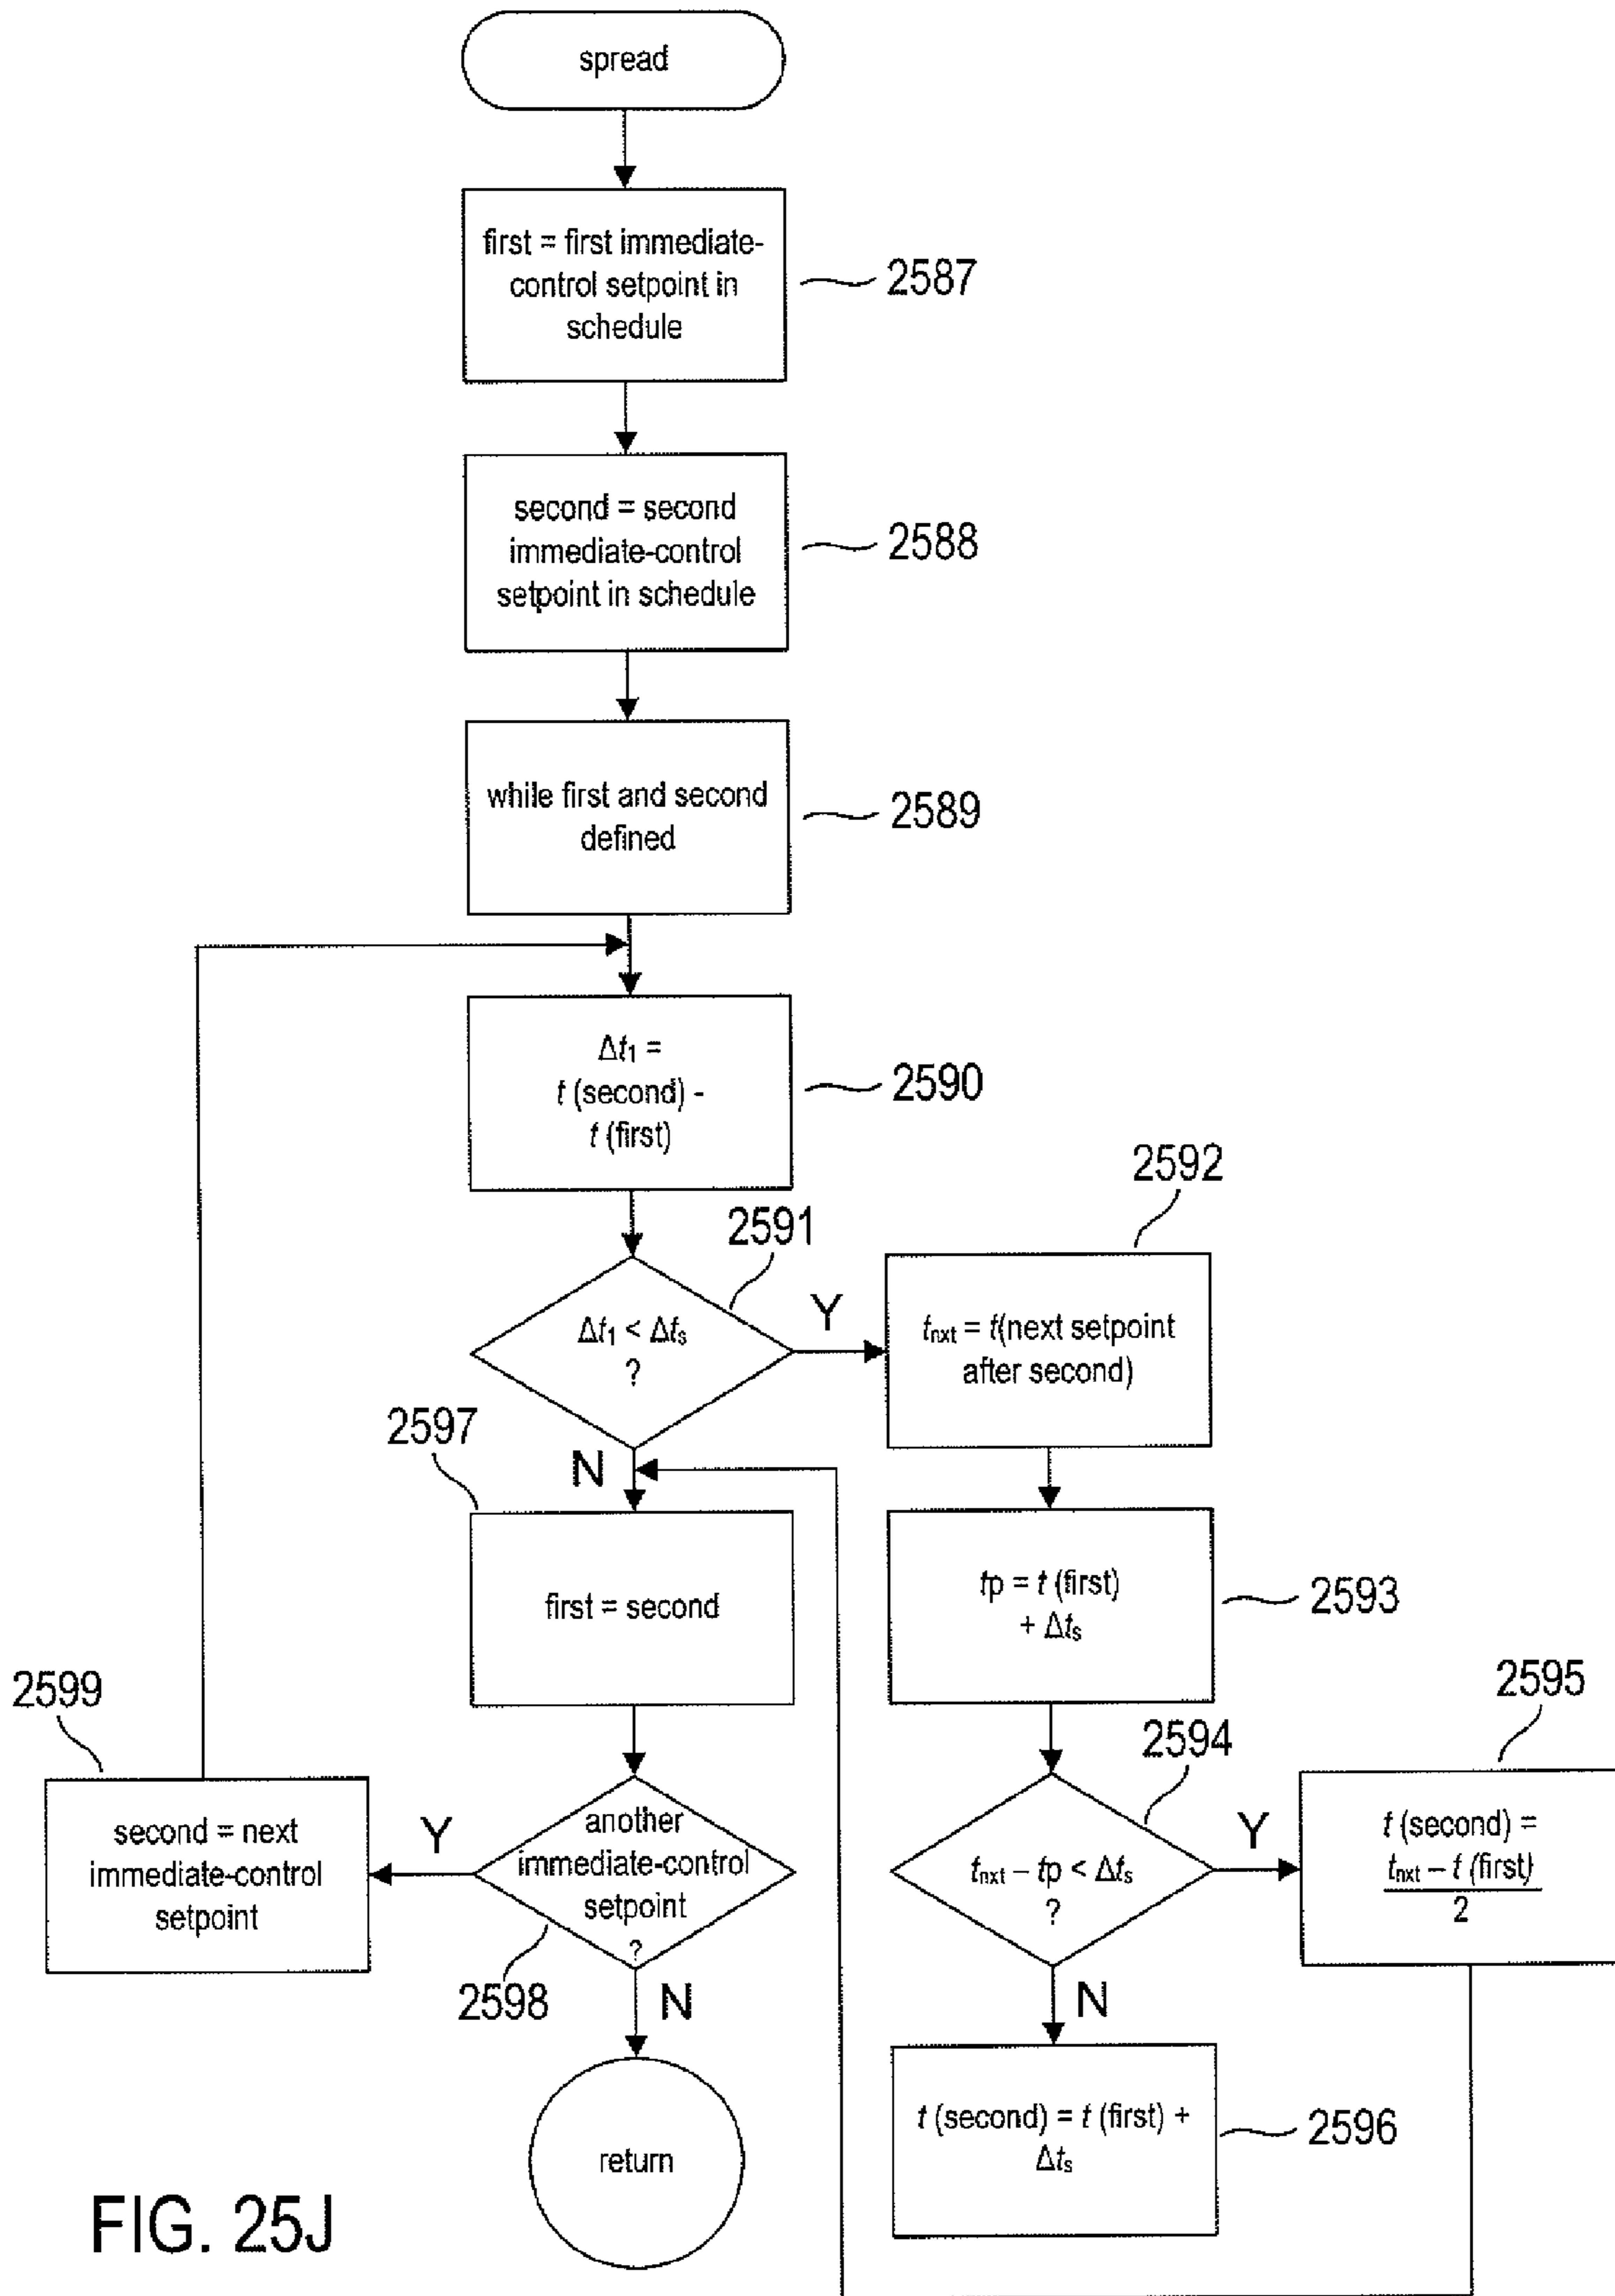 spread
first = first immediate-
control setpoint in
schedule
2587
second = second
immediate-control
setpoint in schedule
2588
while first and second
defined
2589
Δt1 =
t (second) -
t (first)
2590
2591
Δt1 < Δts
?
Y
N
2592
tnxt = t(next setpoint
after second)
tp = t (first)
+ Δts
2593
2594
tnxt – tp < Δts
?
Y
N
2595
t (second) =
tnxt – t (first)
2
t (second) = t (first) +
Δts
2596
2597
first = second
another
immediate-control
setpoint
?
2598
Y
N
2599
second = next
immediate-control
setpoint
return
FIG. 25J